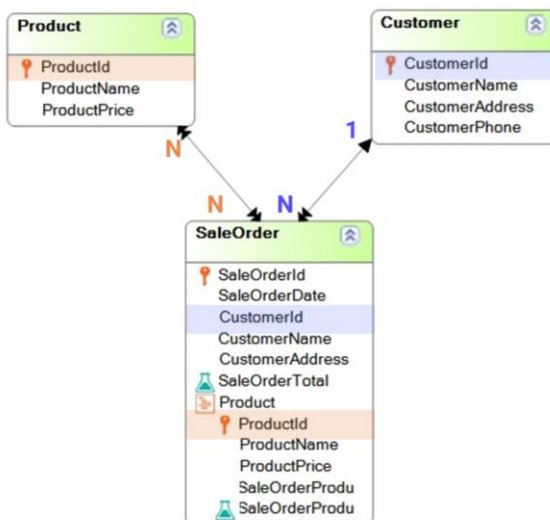 Product
ProductId
ProductName
ProductPrice
Customer
CustomerId
CustomerName
CustomerAddress
CustomerPhone
N
1
N
N
SaleOrder
SaleOrderId
SaleOrderDate
CustomerId
CustomerName
CustomerAddress
SaleOrderTotal
Product
ProductId
ProductName
ProductPrice
SaleOrderProdu
SaleOrderProdu